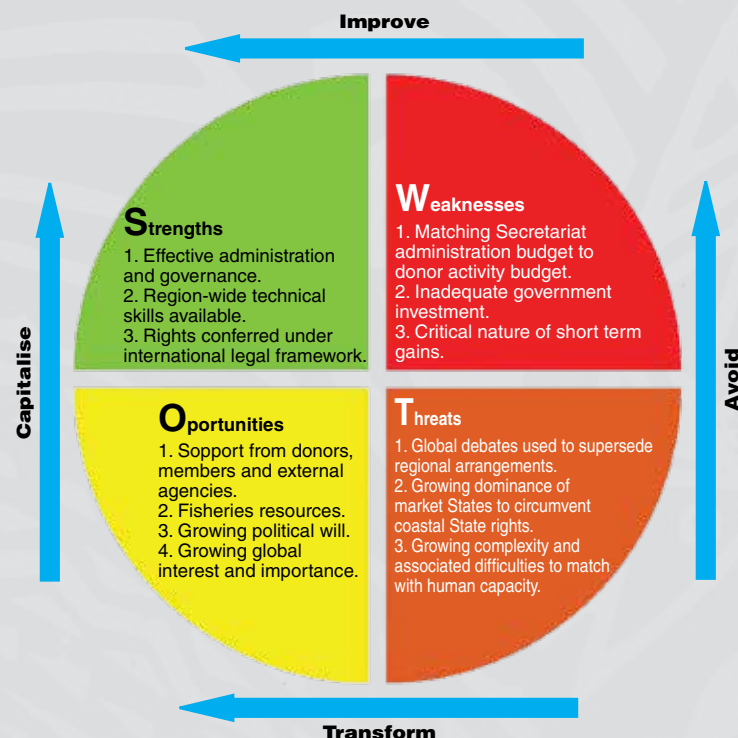 Improve
Strengths
1. Effective administration
and governance.
2. Region-wide technical
skills available.
3. Rights conferred under
international legal framework.
Weaknesses
1. Matching Secretariat
administration budget to
donor activity budget.
2. Inadequate government
investment.
3. Critical nature of short term
gains.
Capitalise
Avoid
Oportunities
1. Sopport from donors,
members and external
agencies.
2. Fisheries resources.
3. Growing political will.
4. Growing global
interest and importance.
Threats
1. Global debates used to supersede
regional arrangements.
2. Growing dominance of
market States to circumvent
coastal State rights.
3. Growing complexity and
associated difficulties to match
with human capacity.
Transform